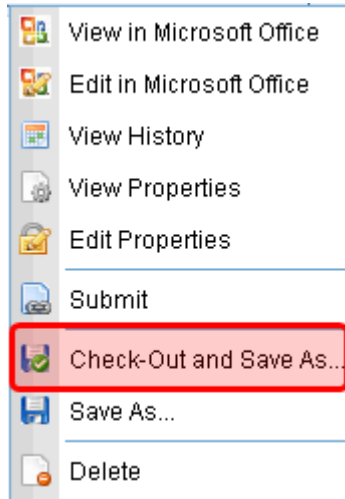 View in Microsoft Office
Edit in Microsoft Office
View History
View Properties
Edit Properties
Submit
Check-Out and Save As...
Save As...
Delete